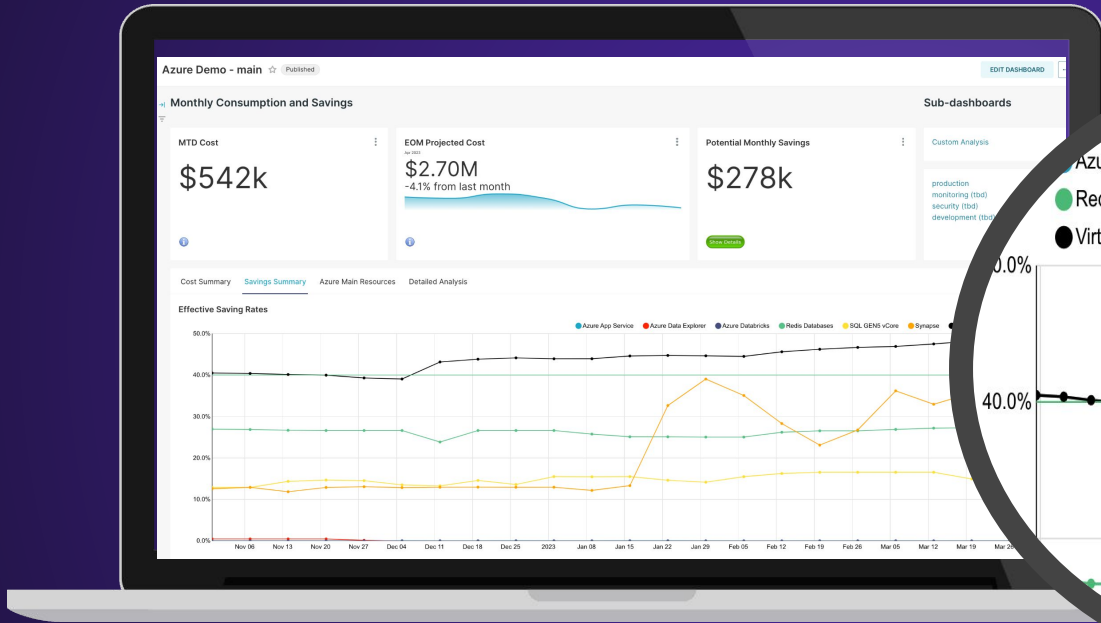 Azure Demo - main Published
EDIT DASHBOARD
Monthly Consumption and Savings
Sub-dashboards
MTD Cost
$542k
EOM Projected Cost
Apr 2023
$2.70M
-4.1% from last month
Potential Monthly Savings
$278k
Show Details
Custom Analysis
production
monitoring (tbd)
security (tbd)
development (tbd)
Cost Summary Savings Summary Azure Main Resources Detailed Analysis
Effective Saving Rates
Azure App Service Azure Data Explorer Azure Databricks Redis Databases SQL GEN5 vCore Synapse
50.0%
40.0%
30.0%
20.0%
10.0%
0.0%
Nov 06 Nov 13 Nov 20 Nov 27 Dec 04 Dec 11 Dec 18 Dec 25 2023 Jan 08 Jan 15 Jan 22 Jan 29 Feb 05 Feb 12 Feb 19 Feb 26 Mar 05 Mar 12 Mar 19 Mar 26
Azu
Red
Virt
0.0%
40.0%